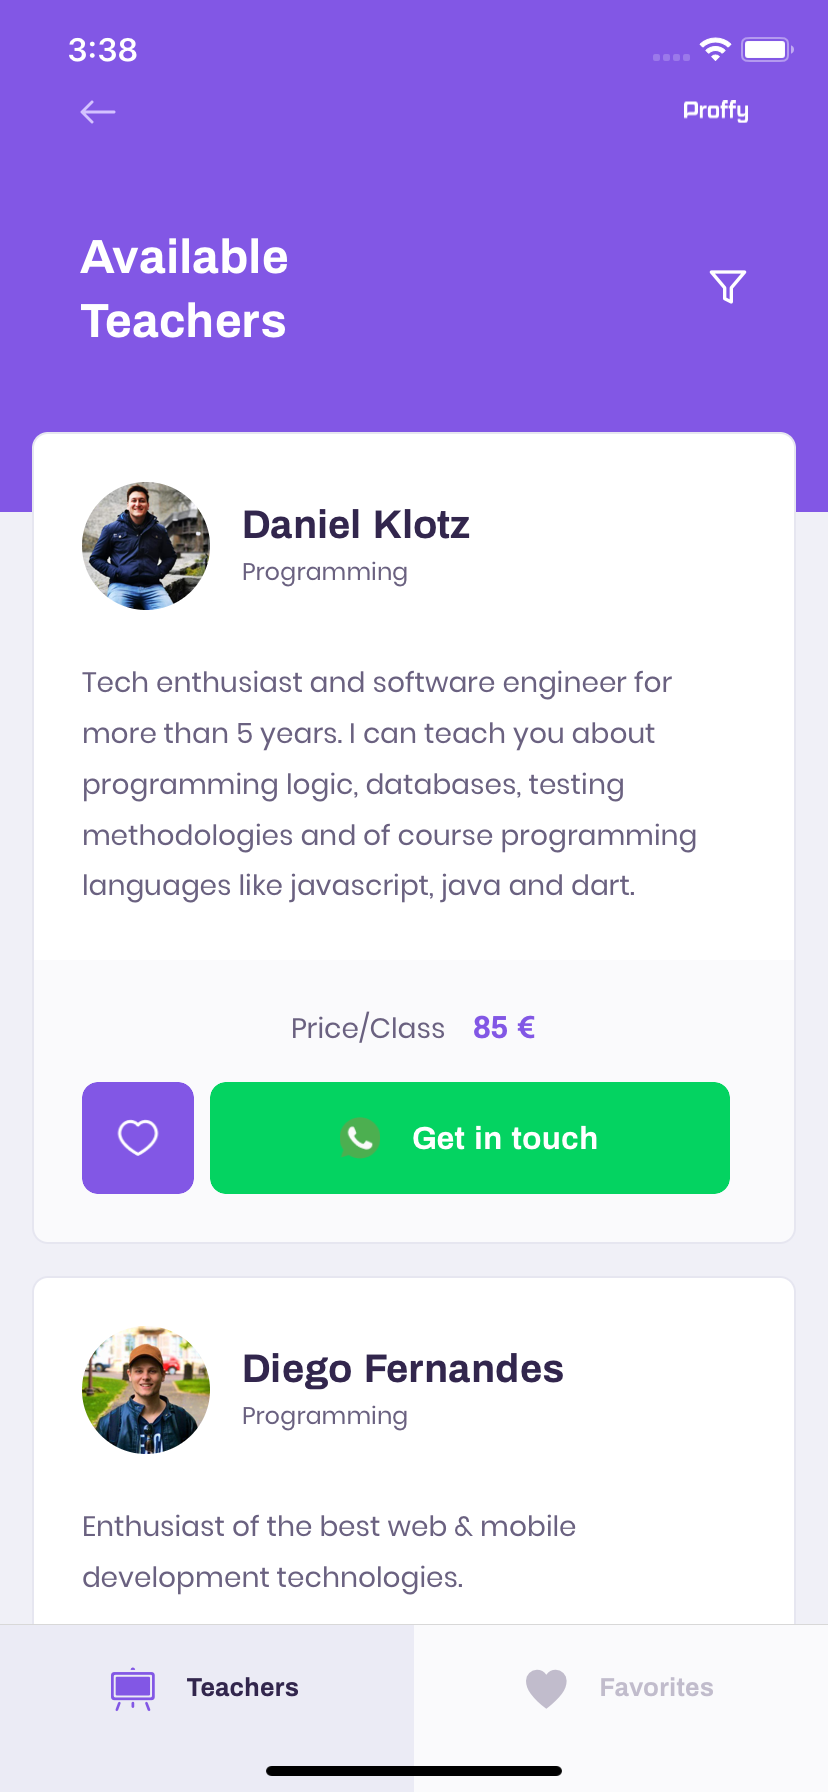 3:38
Proffy
Available
Teachers
Daniel Klotz
Programming
Tech enthusiast and software engineer for
more than 5 years. I can teach you about
programming logic, databases, testing
methodologies and of course programming
languages like javascript, java and dart.
Price/Class 85 €
Get in touch
Diego Fernandes
Programming
Enthusiast of the best web & mobile
development technologies.
Teachers
Favorites